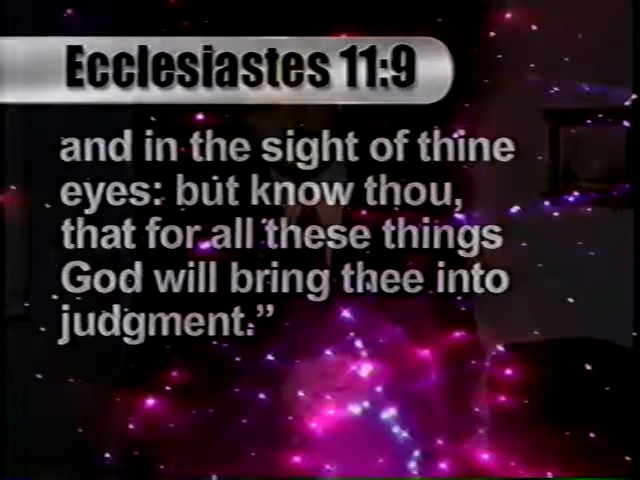 Ecclesiastes 11:9
and in the sight of thine
eyes: but know thou,
that for all these things
God will bring thee into
judgment.”